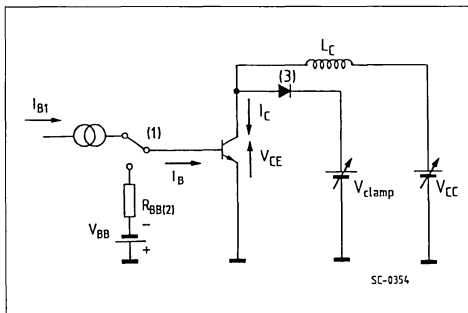 L_C
(3)
I_B1
(1)
I_C
I_B
V_CE
V_clamp
V_CC
R_BB(2)
V_BB
-
+
SC-0354